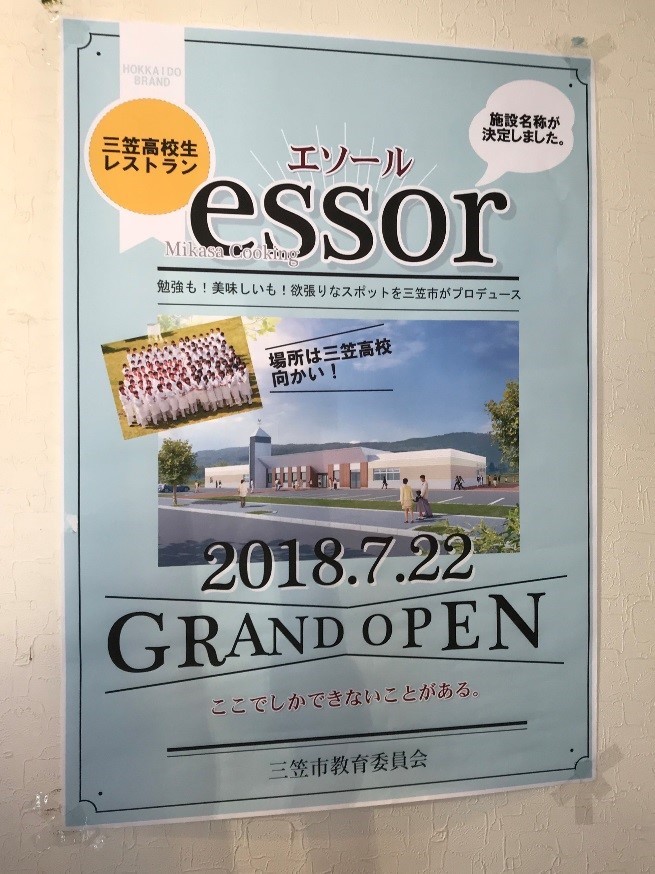 HOKKAIDO
BRAND
三笠高校生
レストラン
施設名称が
決定しました。
エソール
essor
Mikasa Cooking
勉強も！美味しいも！欲張りなスポットを三笠市がプロデュース
場所は三笠高校
向かい！
2018.7.22
GRAND OPEN
ここでしかできないことがある。
三笠市教育委員会